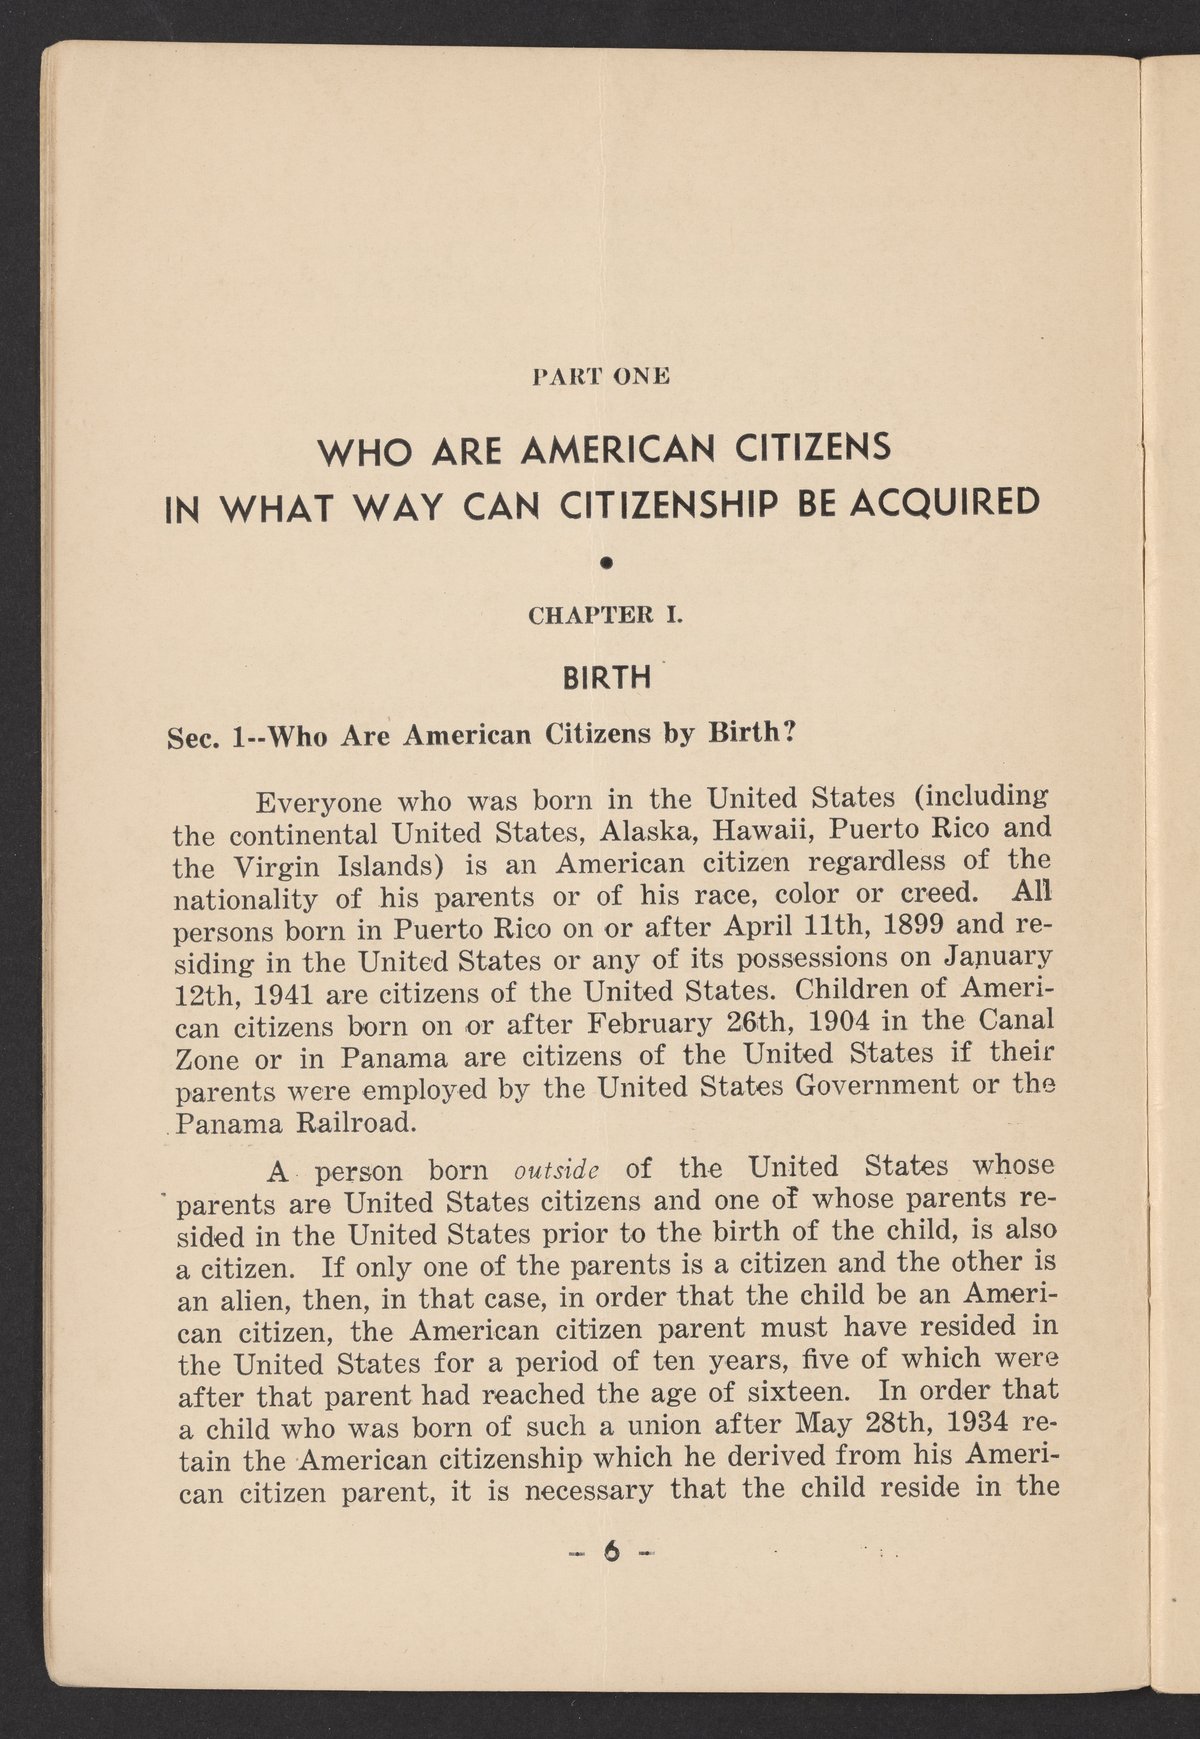 PART ONE
WHO ARE AMERICAN CITIZENS
IN WHAT WAY CAN CITIZENSHIP BE ACQUIRED
•
CHAPTER I.
BIRTH
Sec. 1--Who Are American Citizens by Birth?
Everyone who was born in the United States (including
the continental United States, Alaska, Hawaii, Puerto Rico and
the Virgin Islands) is an American citizen regardless of the
nationality of his parents or of his race, color or creed. All
persons born in Puerto Rico on or after April 11th, 1899 and re-
siding in the United States or any of its possessions on January
12th, 1941 are citizens of the United States. Children of Ameri-
can citizens born on or after February 26th, 1904 in the Canal
Zone or in Panama are citizens of the United States if their
parents were employed by the United States Government or the
Panama Railroad.
A person born outside of the United States whose
parents are United States citizens and one of whose parents re-
sided in the United States prior to the birth of the child, is also
a citizen. If only one of the parents is a citizen and the other is
an alien, then, in that case, in order that the child be an Ameri-
can citizen, the American citizen parent must have resided in
the United States for a period of ten years, five of which were
after that parent had reached the age of sixteen. In order that
a child who was born of such a union after May 28th, 1934 re-
tain the American citizenship which he derived from his Ameri-
can citizen parent, it is necessary that the child reside in the
– 6 –